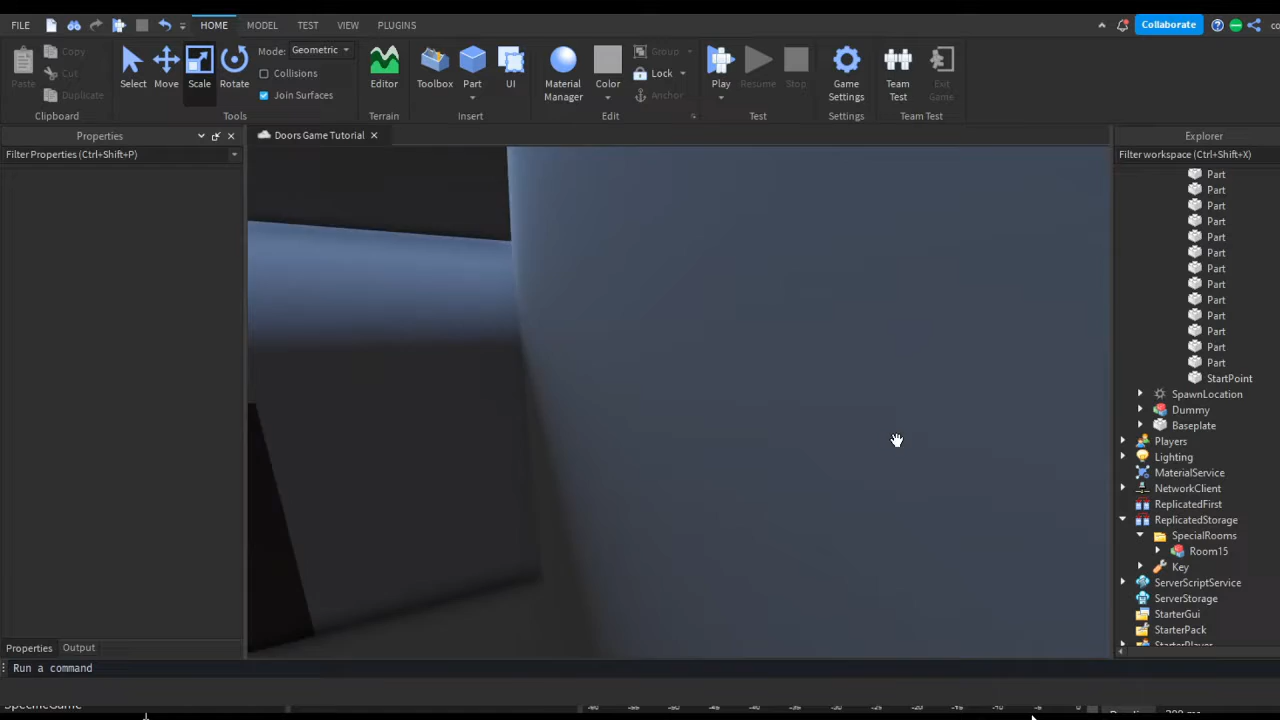 FILE HOME MODEL TEST VIEW PLUGINS Collaborate
Paste Copy Cut Duplicate Clipboard
Select Move Scale Rotate Mode: Geometric Collisions Join Surfaces Tools
Editor Terrain
Toolbox Part UI Insert
Material Manager Color Group Lock Anchor Edit
Play Resume Stop Test
Game Settings Settings
Team Test Exit Game Team Test
Properties
Filter Properties (Ctrl+Shift+P)
Doors Game Tutorial
Explorer
Filter workspace (Ctrl+Shift+X)
Part
Part
Part
Part
Part
Part
Part
Part
Part
Part
Part
Part
Part
StartPoint
SpawnLocation
Dummy
Baseplate
Players
Lighting
MaterialService
NetworkClient
ReplicatedFirst
ReplicatedStorage
SpecialRooms
Room15
Key
ServerScriptService
ServerStorage
StarterGui
StarterPack
StarterPlayer
Properties Output
Run a command